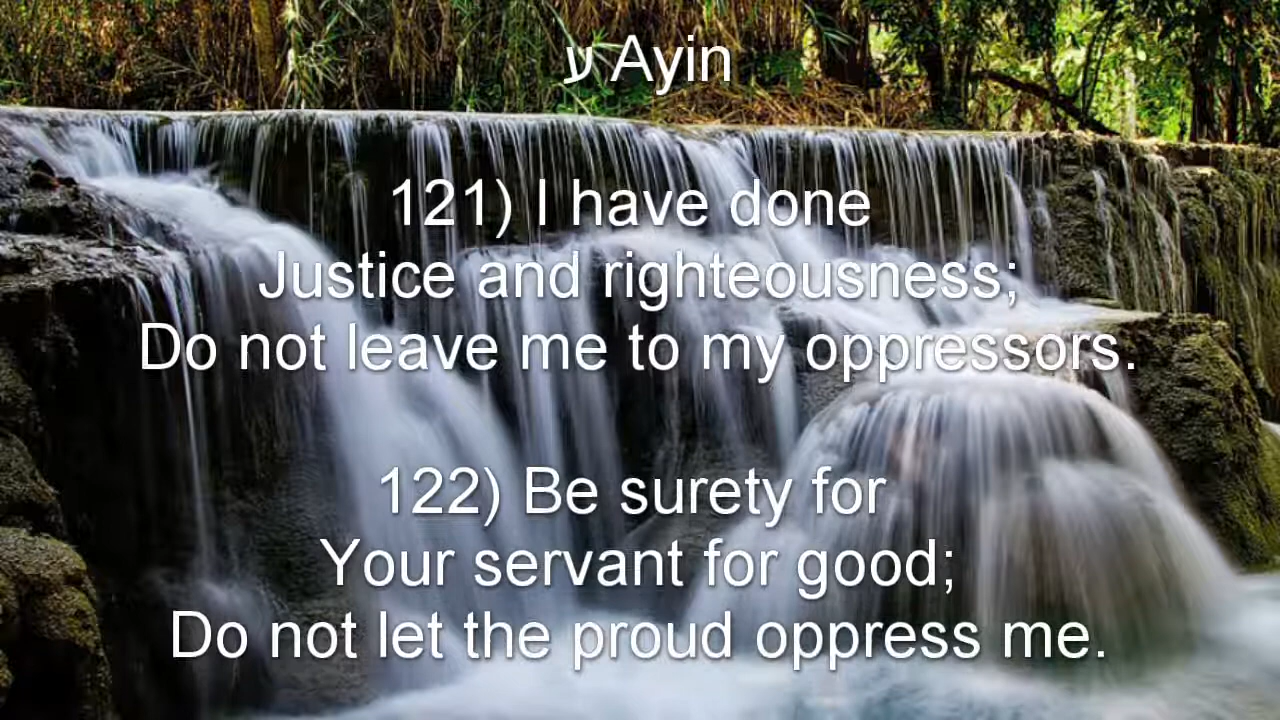 ע Ayin
121) I have done
Justice and righteousness;
Do not leave me to my oppressors.
122) Be surety for
Your servant for good;
Do not let the proud oppress me.